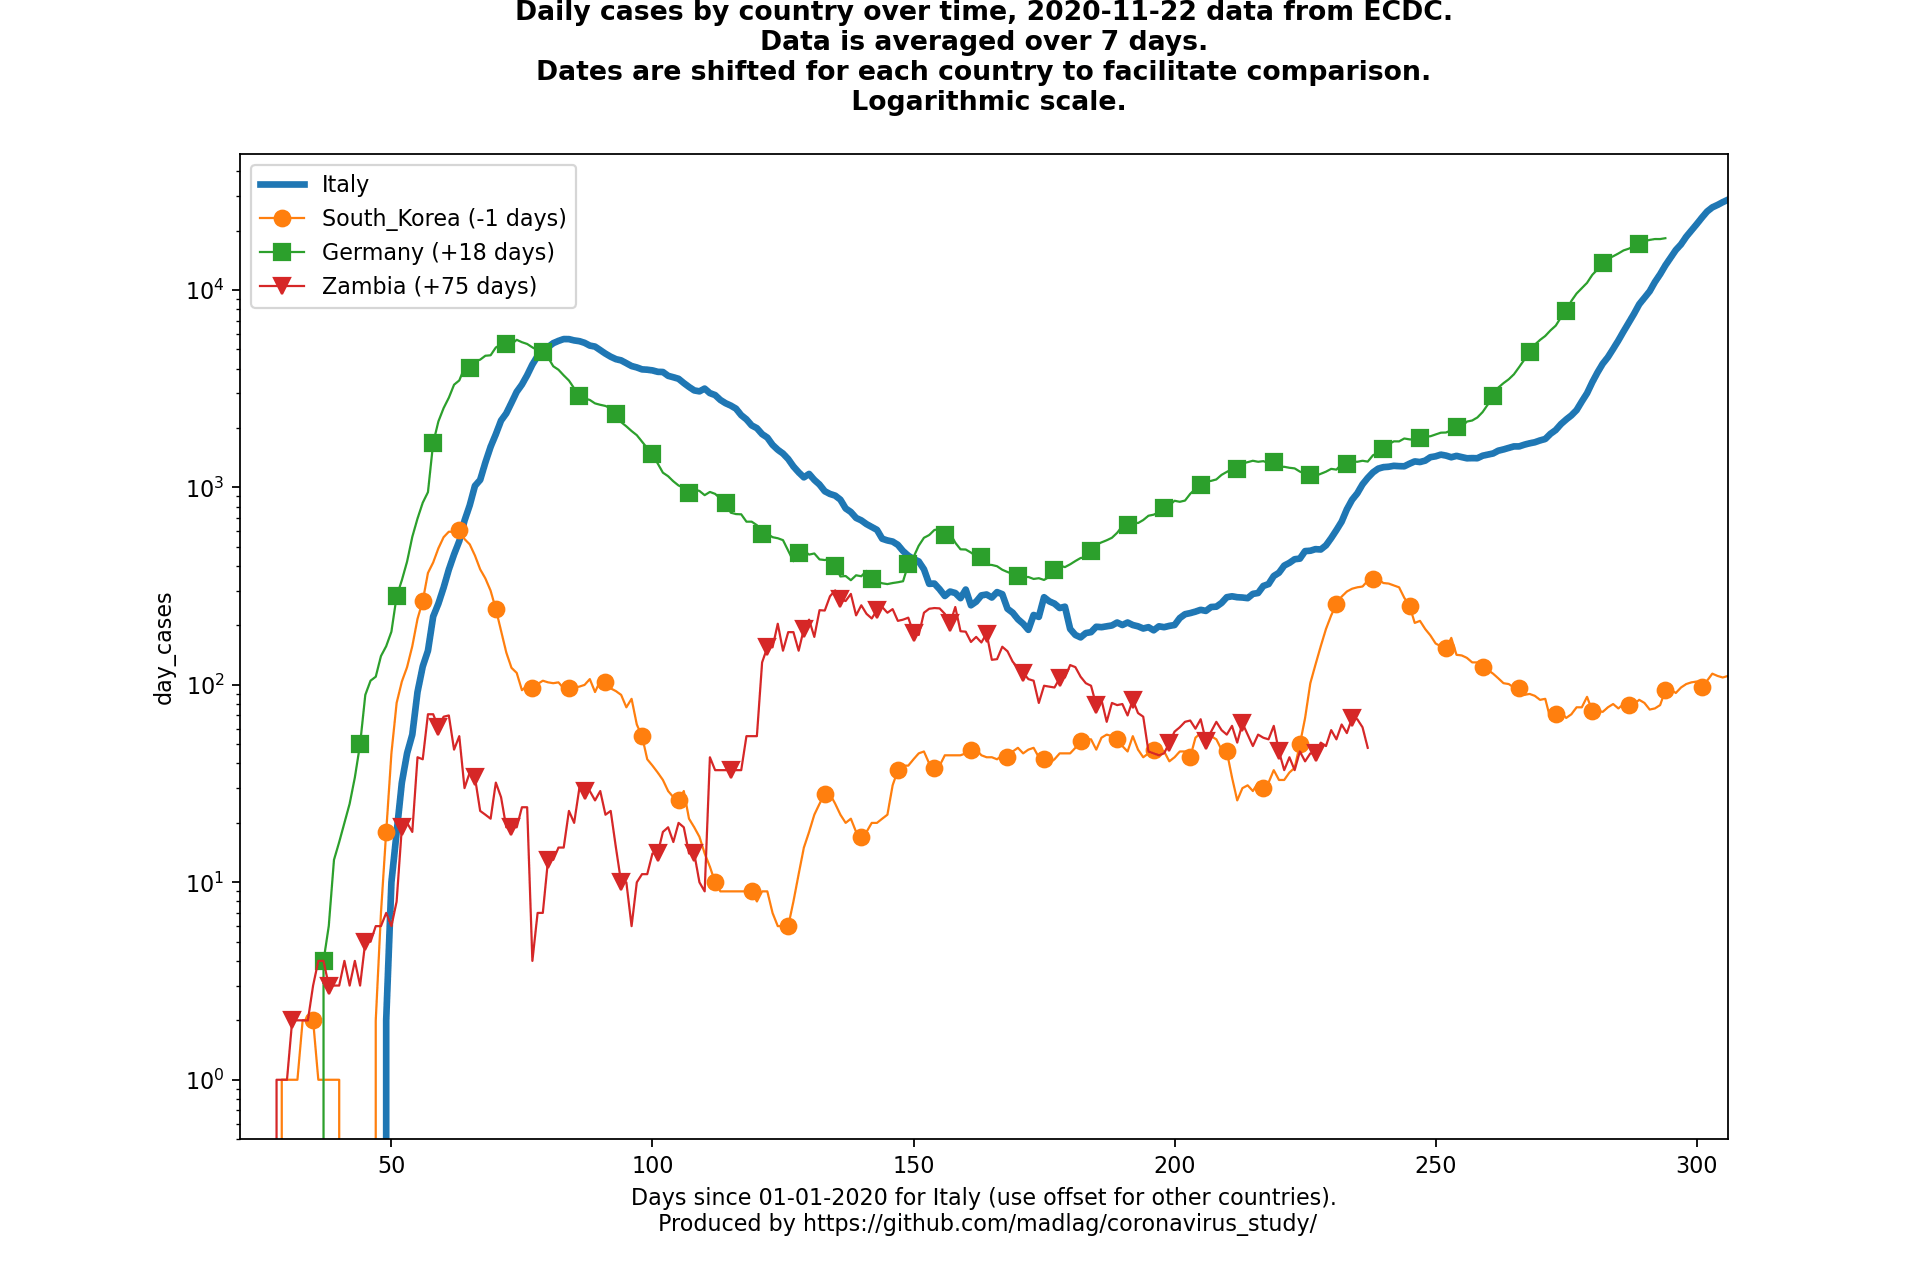 Daily cases by country over time, 2020-11-22 data from ECDC.
Data is averaged over 7 days.
Dates are shifted for each country to facilitate comparison.
Logarithmic scale.
Italy
South_Korea (-1 days)
Germany (+18 days)
Zambia (+75 days)
day_cases
10⁴
10³
10²
10¹
10⁰
50 100 150 200 250 300
Days since 01-01-2020 for Italy (use offset for other countries).
Produced by https://github.com/madlag/coronavirus_study/